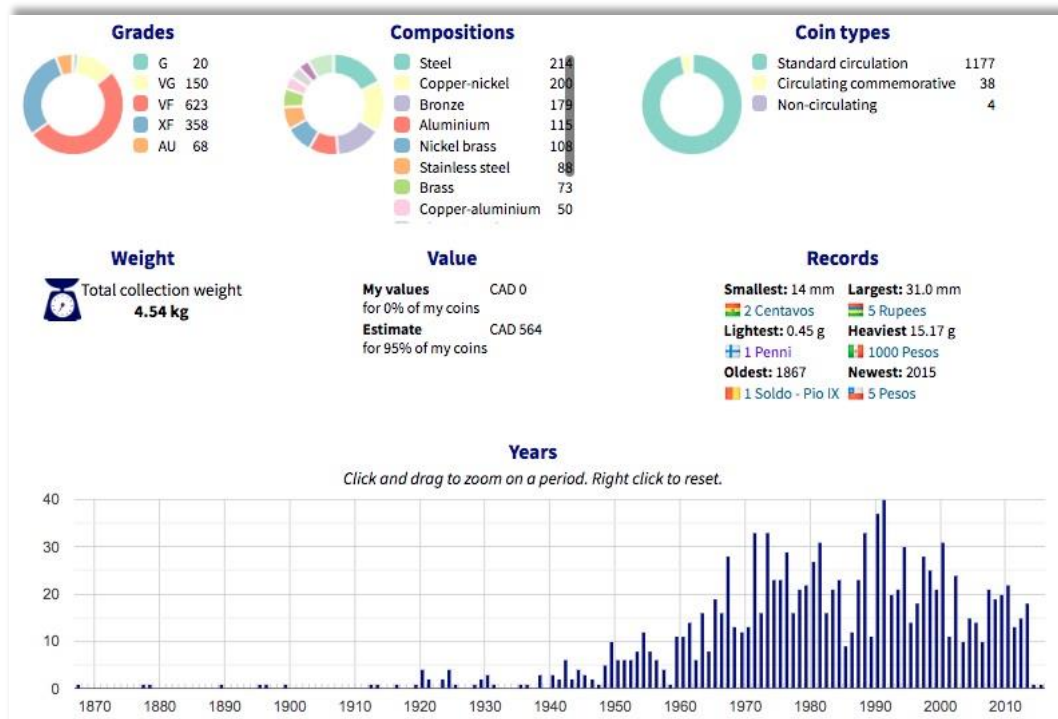 Grades
G 20
VG 150
VF 623
XF 358
AU 68
Compositions
Steel 214
Copper-nickel 200
Bronze 179
Aluminium 115
Nickel brass 108
Stainless steel 88
Brass 73
Copper-aluminium 50
Coin types
Standard circulation 1177
Circulating commemorative 38
Non-circulating 4
Weight
Total collection weight
4.54 kg
Value
My values CAD 0
for 0% of my coins
Estimate CAD 564
for 95% of my coins
Records
Smallest: 14 mm Largest: 31.0 mm
2 Centavos 5 Rupees
Lightest: 0.45 g Heaviest 15.17 g
1 Penni 1000 Pesos
Oldest: 1867 Newest: 2015
1 Soldo - Pio IX 5 Pesos
Years
Click and drag to zoom on a period. Right click to reset.
40
30
20
10
0
1870 1880 1890 1900 1910 1920 1930 1940 1950 1960 1970 1980 1990 2000 2010